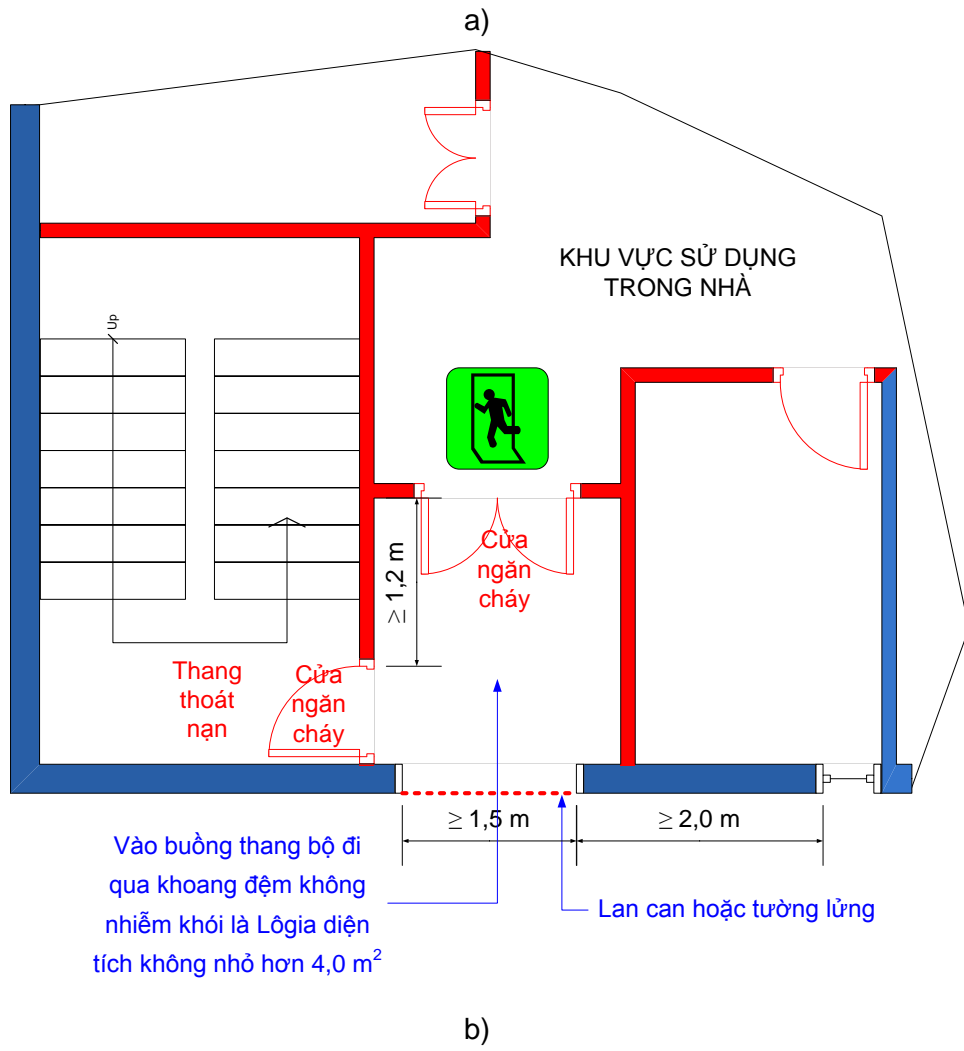 a)
KHU VỰC SỬ DỤNG
TRONG NHÀ
Up
Cửa
ngăn
cháy
≥ 1,2 m
Thang
thoát
nạn
Cửa
ngăn
cháy
≥ 1,5 m
≥ 2,0 m
Vào buồng thang bộ đi
qua khoang đệm không
nhiễm khói là Lôgia diện
tích không nhỏ hơn 4,0 m²
Lan can hoặc tường lửng
b)